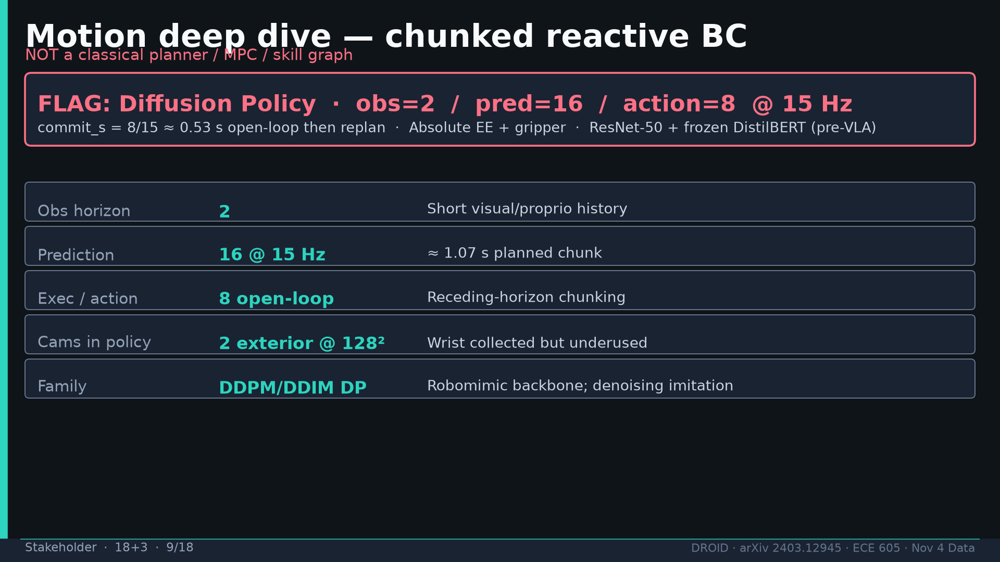 Motion deep dive — chunked reactive BC
NOT a classical planner / MPC / skill graph
FLAG: Diffusion Policy · obs=2 / pred=16 / action=8 @ 15 Hz
commit_s = 8/15 ≈ 0.53 s open-loop then replan · Absolute EE + gripper · ResNet-50 + frozen DistilBERT (pre-VLA)
Obs horizon 2 Short visual/proprio history
Prediction 16 @ 15 Hz ≈ 1.07 s planned chunk
Exec / action 8 open-loop Receding-horizon chunking
Cams in policy 2 exterior @ 128² Wrist collected but underused
Family DDPM/DDIM DP Robomimic backbone; denoising imitation
Stakeholder · 18+3 · 9/18 DROID · arXiv 2403.12945 · ECE 605 · Nov 4 Data